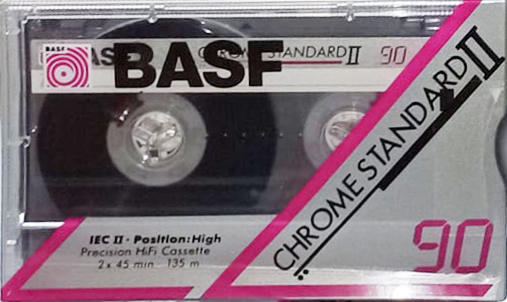 BASF
BASF
CHROME STANDARD II 90
CHROME STANDARD II
90
IEC II · Position: High
Precision HiFi Cassette
2 x 45 min 135 m